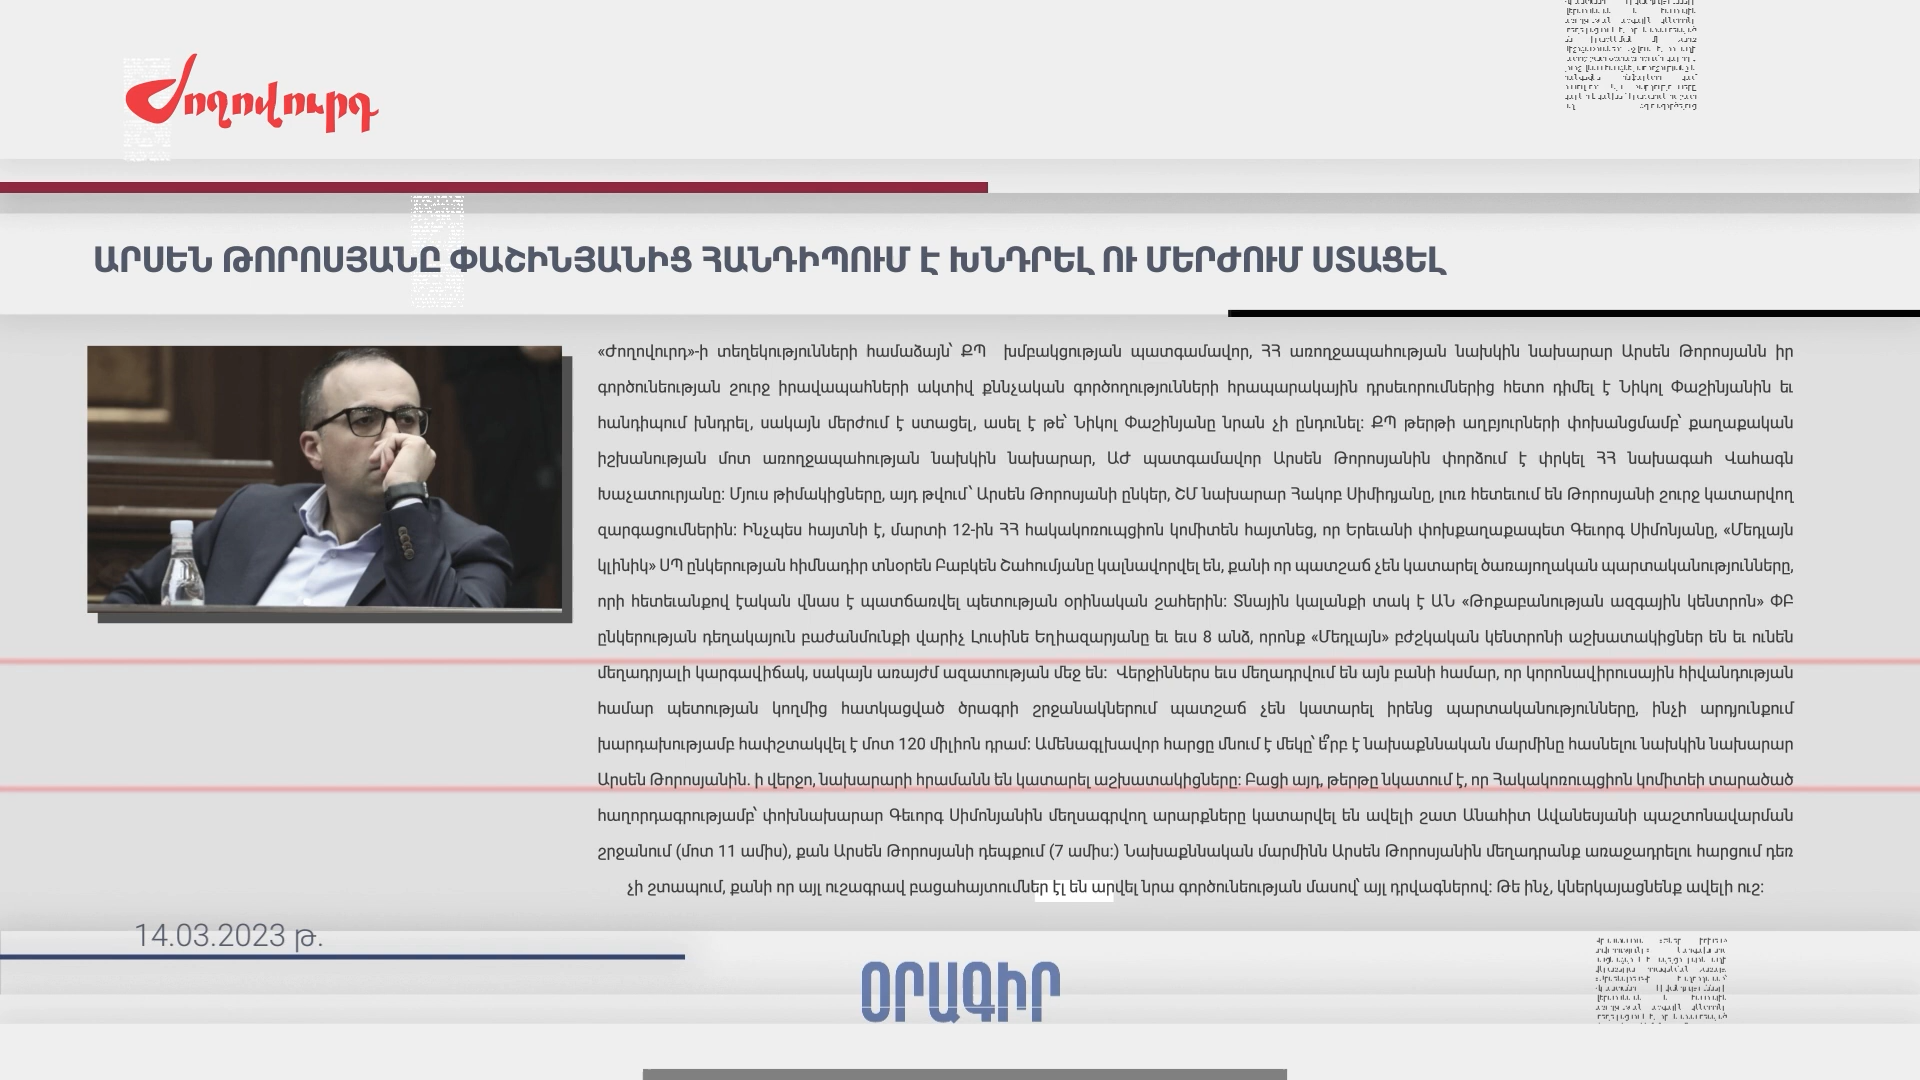 Ժողովուրդ
ԱՐՍԵՆ ԹՈՐՈՍՅԱՆԸ ՓԱՇԻՆՅԱՆԻՑ ՀԱՆԴԻՊՈՒՄ Է ԽՆԴՐԵԼ ՈՒ ՄԵՐԺՈՒՄ ՍՏԱՑԵԼ
«Ժողովուրդ»-ի տեղեկությունների համաձայն՝ ՔՊ խմբակցության պատգամավոր, ՀՀ առողջապահության նախկին նախարար Արսեն Թորոսյանն իր
գործունեության շուրջ իրավապահների ակտիվ քննչական գործողությունների հրապարակային դրսեւորումներից հետո դիմել է Նիկոլ Փաշինյանին եւ
հանդիպում խնդրել, սակայն մերժում է ստացել, ասել է թե՝ Նիկոլ Փաշինյանը նրան չի ընդունել: ՔՊ թերթի աղբյուրների փոխանցմամբ՝ քաղաքական
իշխանության մոտ առողջապահության նախկին նախարար, ԱԺ պատգամավոր Արսեն Թորոսյանին փորձում է փրկել ՀՀ նախագահ Վահագն
Խաչատուրյանը: Մյուս թիմակիցները, այդ թվում՝ Արսեն Թորոսյանի ընկեր, ՇՄ նախարար Հակոբ Սիմիդյանը, լուռ հետեւում են Թորոսյանի շուրջ կատարվող
զարգացումներին: Ինչպես հայտնի է, մարտի 12-ին ՀՀ հակակոռուպցիոն կոմիտեն հայտնեց, որ Երեւանի փոխքաղաքապետ Գեւորգ Սիմոնյանը, «Մեդլայն
կլինիկ» ՍՊ ընկերության հիմնադիր տնօրեն Բաբկեն Շահումյանը կալնավորվել են, քանի որ պատշաճ չեն կատարել ծառայողական պարտականությունները,
որի հետեւանքով էական վնաս է պատճառվել պետության օրինական շահերին: Տնային կալանքի տակ է ԱՆ «Թոքաբանության ազգային կենտրոն» ՓԲ
ընկերության դեղակայուն բաժանմունքի վարիչ Լուսինե Եղիազարյանը եւ եւս 8 անձ, որոնք «Մեդլայն» բժշկական կենտրոնի աշխատակիցներ են եւ ունեն
մեղադրյալի կարգավիճակ, սակայն առայժմ ազատության մեջ են: Վերջիններս եւս մեղադրվում են այն բանի համար, որ կորոնավիրուսային հիվանդության
համար պետության կողմից հատկացված ծրագրի շրջանակներում պատշաճ չեն կատարել իրենց պարտականությունները, ինչի արդյունքում
խարդախությամբ հափշտակվել է մոտ 120 միլիոն դրամ: Ամենագլխավոր հարցը մնում է մեկը՝ ե՞րբ է նախաքննական մարմինը հասնելու նախկին նախարար
Արսեն Թորոսյանին. ի վերջո, նախարարի հրամանն են կատարել աշխատակիցները: Բացի այդ, թերթը նկատում է, որ Հակակոռուպցիոն կոմիտեի տարածած
հաղորդագրությամբ՝ փոխնախարար Գեւորգ Սիմոնյանին մեղսագրվող արարքները կատարվել են ավելի շատ Անահիտ Ավանեսյանի պաշտոնավարման
շրջանում (մոտ 11 ամիս), քան Արսեն Թորոսյանի դեպքում (7 ամիս:) Նախաքննական մարմինն Արսեն Թորոսյանին մեղադրանք առաջադրելու հարցում դեռ
չի շտապում, քանի որ այլ ուշագրավ բացահայտումներ էլ են արվել նրա գործունեության մասով՝ այլ դրվագներով: Թե ինչ, կներկայացնենք ավելի ուշ:
14.03.2023 թ.
ՕՐԱԳԻՐ